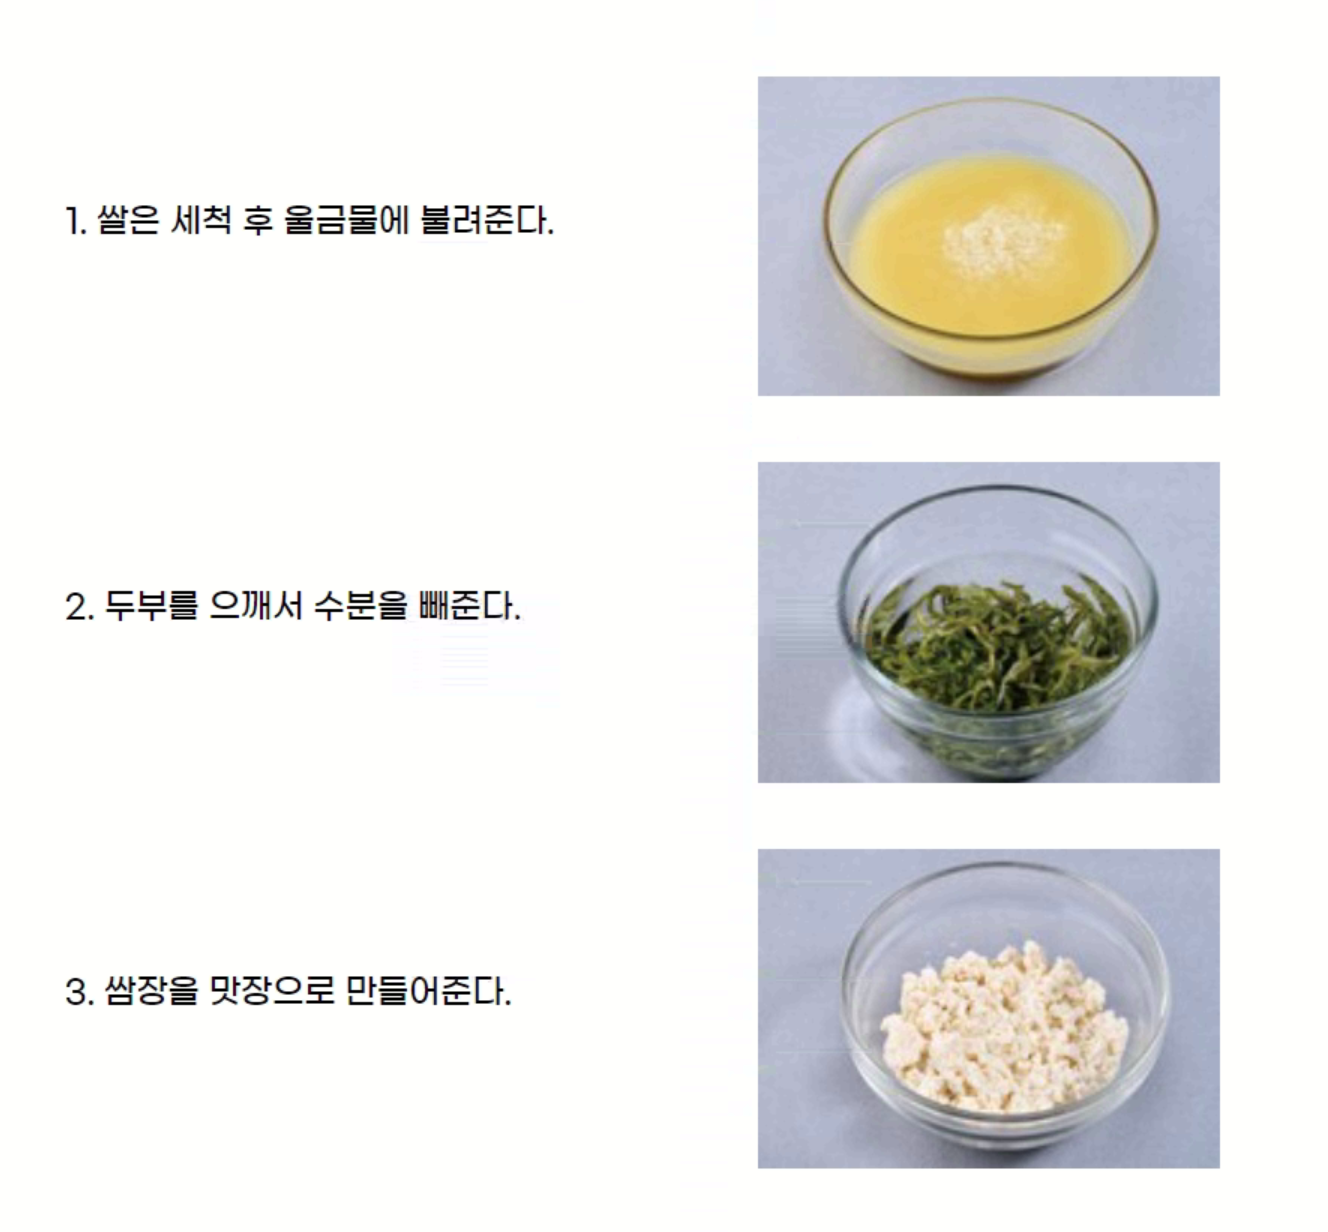 1. 쌀은 세척 후 울금물에 불려준다.
2. 두부를 으깨서 수분을 빼준다.
3. 쌈장을 맛장으로 만들어준다.